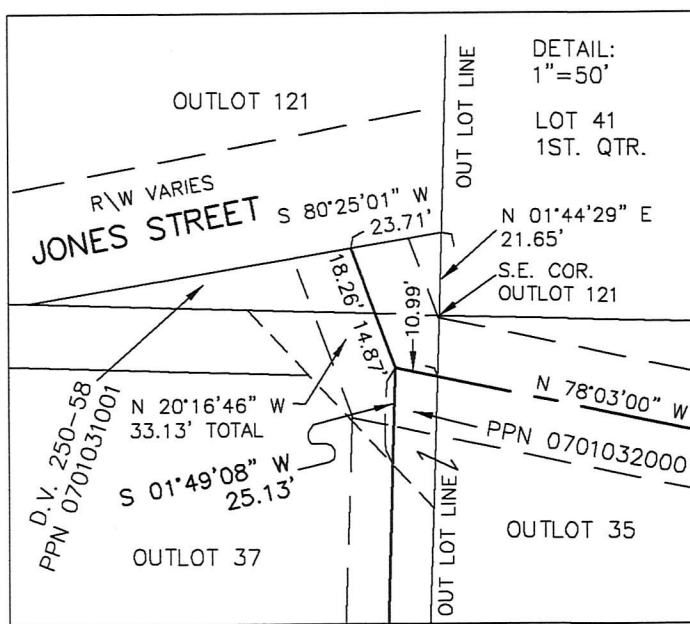 DETAIL:
1"=50'
LOT 41
1ST. QTR.
OUTLOT 121
OUT LOT LINE
R\W VARIES
JONES STREET
S 80°25'01" W
23.71'
N 01°44'29" E
21.65'
S.E. COR.
OUTLOT 121
18.26'
14.87'
10.99'
N 78°03'00" W
D.V. 250-58
PPN 0701031001
N 20°16'46" W
33.13' TOTAL
S 01°49'08" W
25.13'
PPN 0701032000
OUT LOT LINE
OUTLOT 37
OUTLOT 35